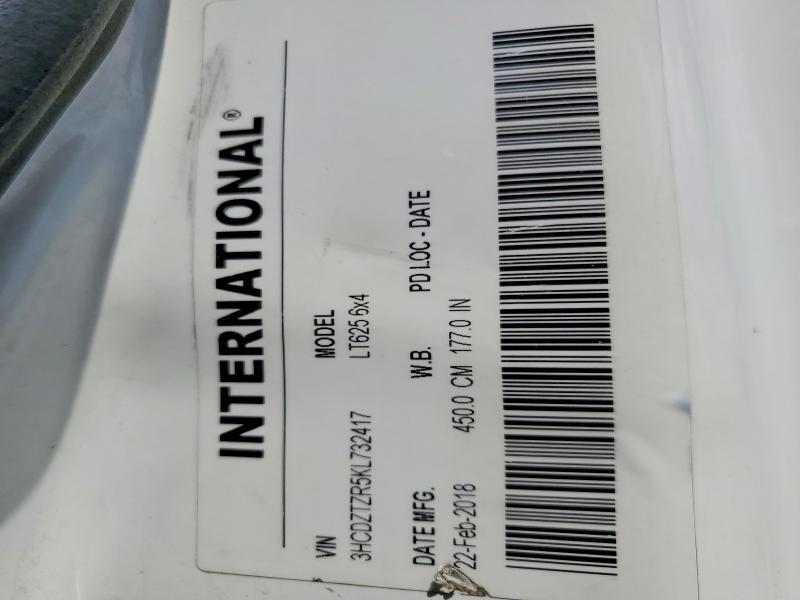 INTERNATIONAL®
VIN MODEL
3HCDZTZR5KL732417 LT625 6x4
DATE MFG. W.B. PD LOC - DATE
22-Feb-2018 450.0 CM 177.0 IN